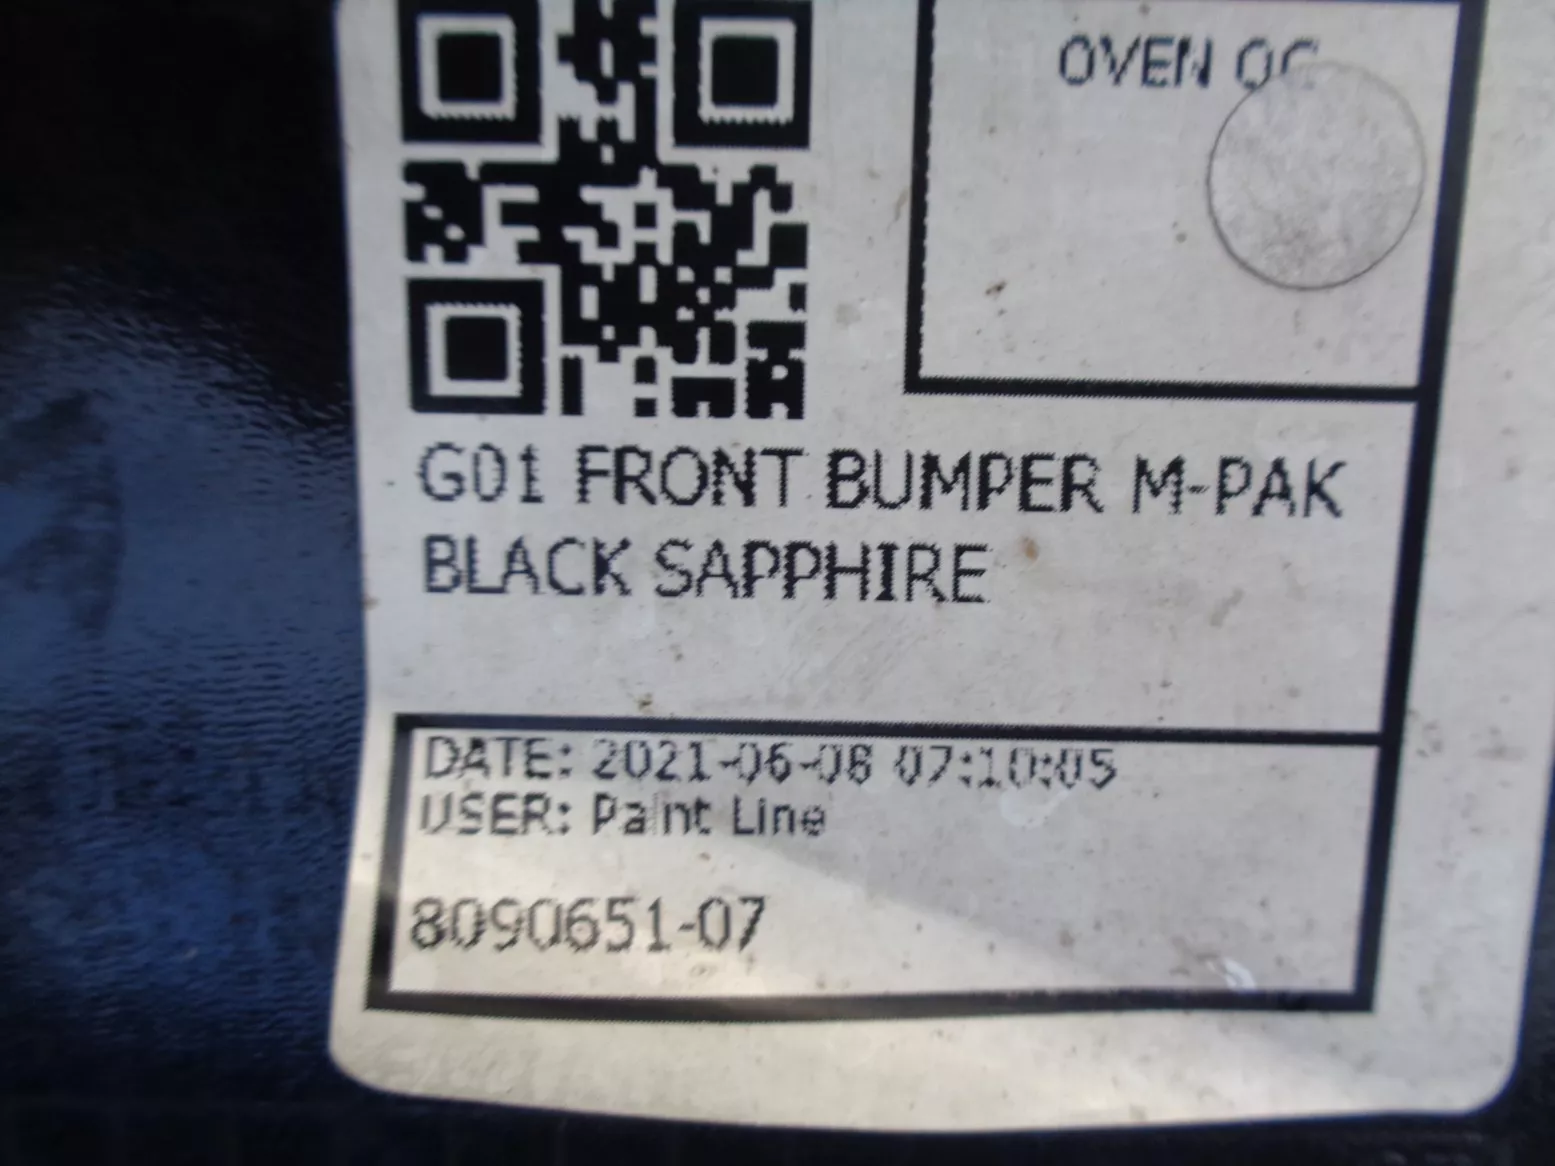 OVEN QC
G01 FRONT BUMPER M-PAK
BLACK SAPPHIRE
DATE: 2021-06-08 07:10:05
USER: Paint Line
8090651-07